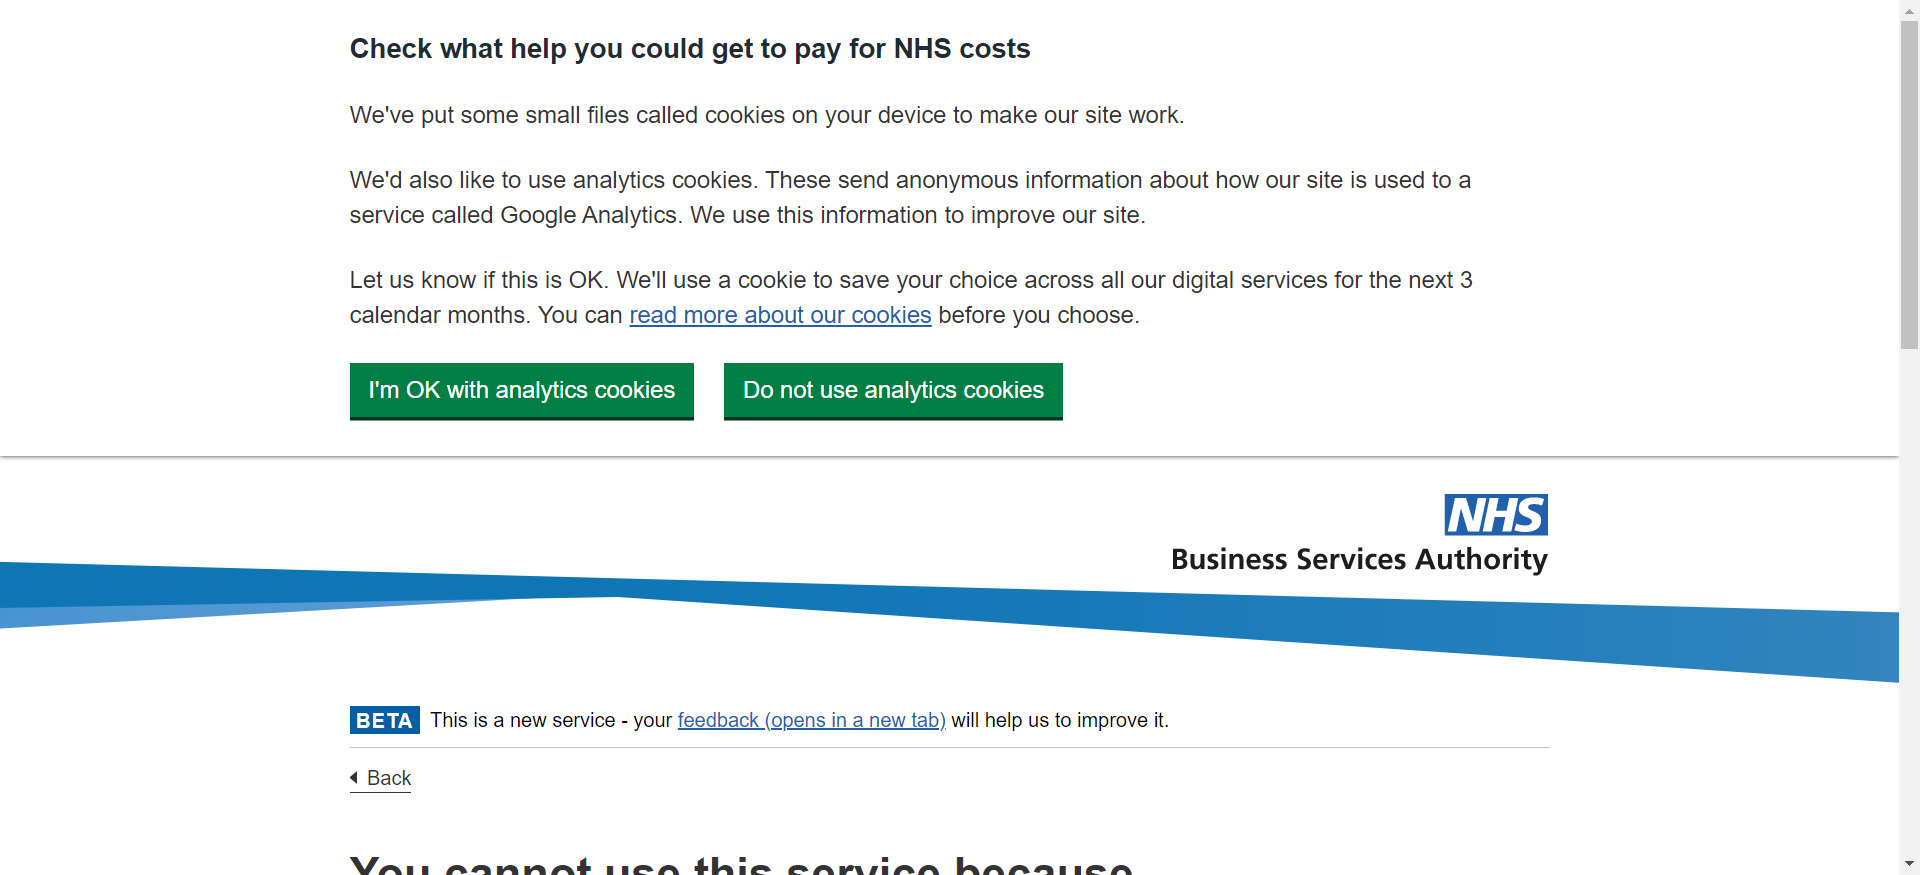 Check what help you could get to pay for NHS costs
We've put some small files called cookies on your device to make our site work.
We'd also like to use analytics cookies. These send anonymous information about how our site is used to a
service called Google Analytics. We use this information to improve our site.
Let us know if this is OK. We'll use a cookie to save your choice across all our digital services for the next 3
calendar months. You can read more about our cookies before you choose.
I'm OK with analytics cookies
Do not use analytics cookies
NHS
Business Services Authority
BETA This is a new service - your feedback (opens in a new tab) will help us to improve it.
Back
You cannot use this service because